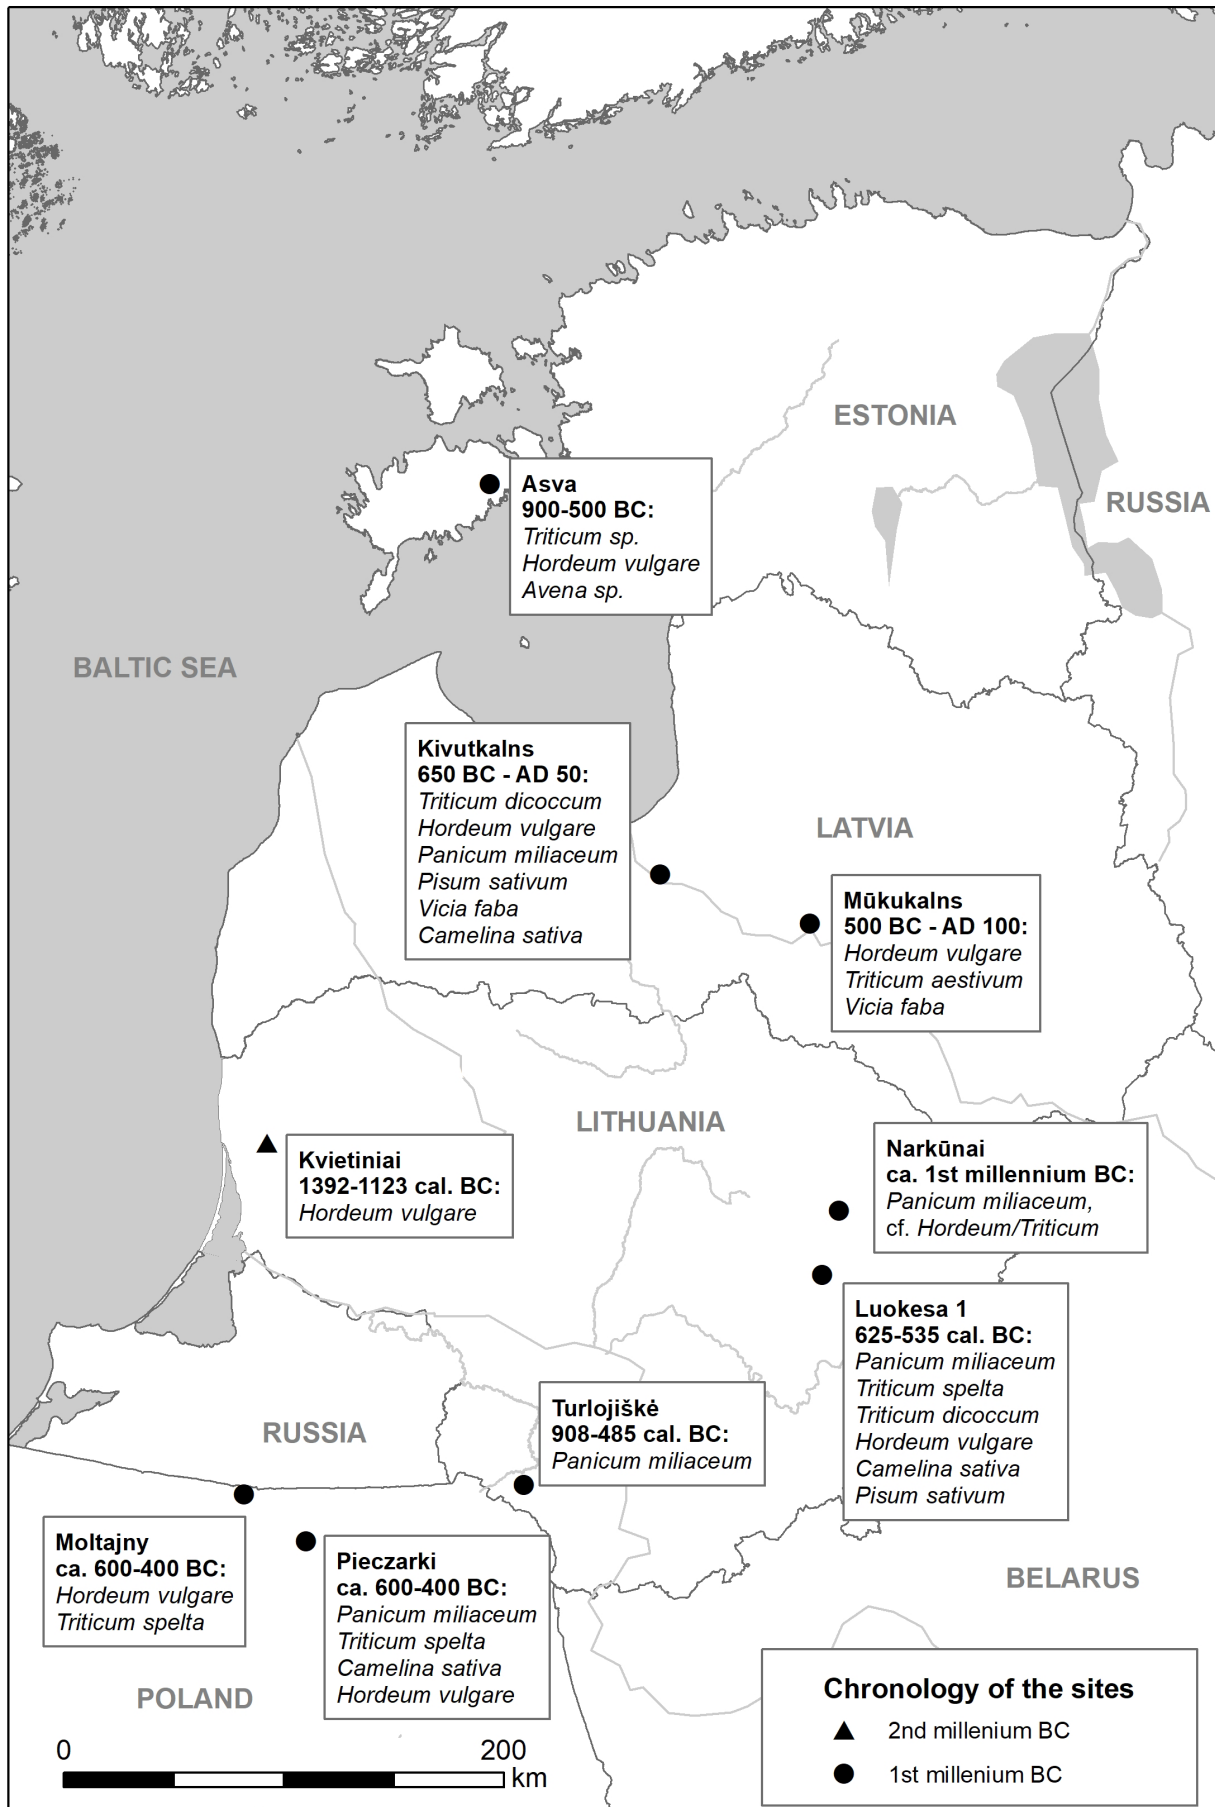 ESTONIA
RUSSIA
Asva
900-500 BC:
Triticum sp.
Hordeum vulgare
Avena sp.
BALTIC SEA
Kivutkalns
650 BC - AD 50:
Triticum dicoccum
Hordeum vulgare
Panicum miliaceum
Pisum sativum
Vicia faba
Camelina sativa
LATVIA
Mūkukalns
500 BC - AD 100:
Hordeum vulgare
Triticum aestivum
Vicia faba
LITHUANIA
Kvietiniai
1392-1123 cal. BC:
Hordeum vulgare
Narkūnai
ca. 1st millennium BC:
Panicum miliaceum,
cf. Hordeum/Triticum
Luokesa 1
625-535 cal. BC:
Panicum miliaceum
Triticum spelta
Triticum dicoccum
Hordeum vulgare
Camelina sativa
Pisum sativum
Turlojiškė
908-485 cal. BC:
Panicum miliaceum
RUSSIA
Moltajny
ca. 600-400 BC:
Hordeum vulgare
Triticum spelta
Pieczarki
ca. 600-400 BC:
Panicum miliaceum
Triticum spelta
Camelina sativa
Hordeum vulgare
BELARUS
POLAND
Chronology of the sites
2nd millenium BC
1st millenium BC
0 200
km